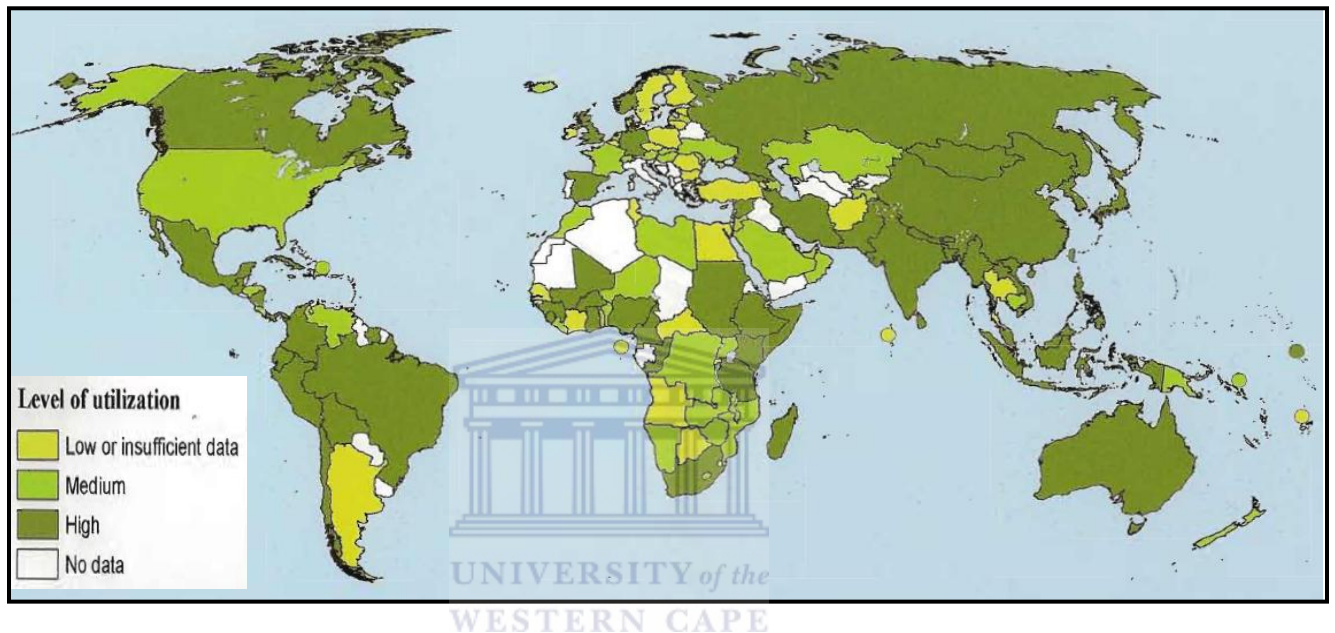 Level of utilization
Low or insufficient data
Medium
High
No data
UNIVERSITY of the
WESTERN CAPE